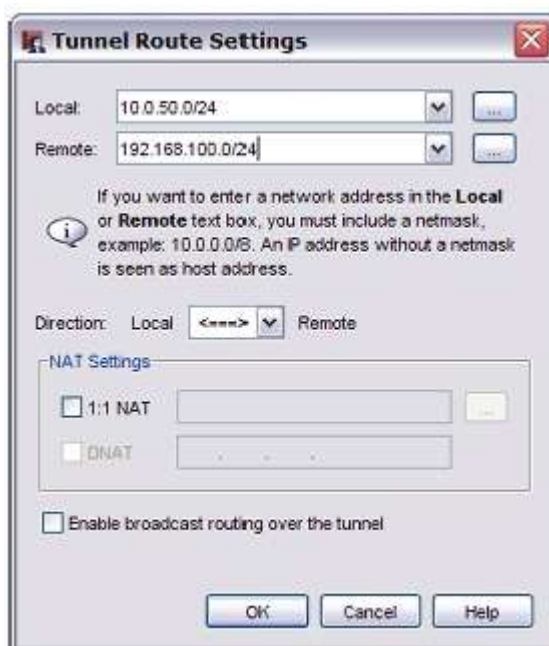 Tunnel Route Settings
Local: 10.0.50.0/24 ...
Remote: 192.168.100.0/24 ...
If you want to enter a network address in the Local
or Remote text box, you must include a netmask,
example: 10.0.0.0/8. An IP address without a netmask
is seen as host address.
Direction: Local <===> Remote
NAT Settings
1:1 NAT ...
DNAT . . .
Enable broadcast routing over the tunnel
OK Cancel Help